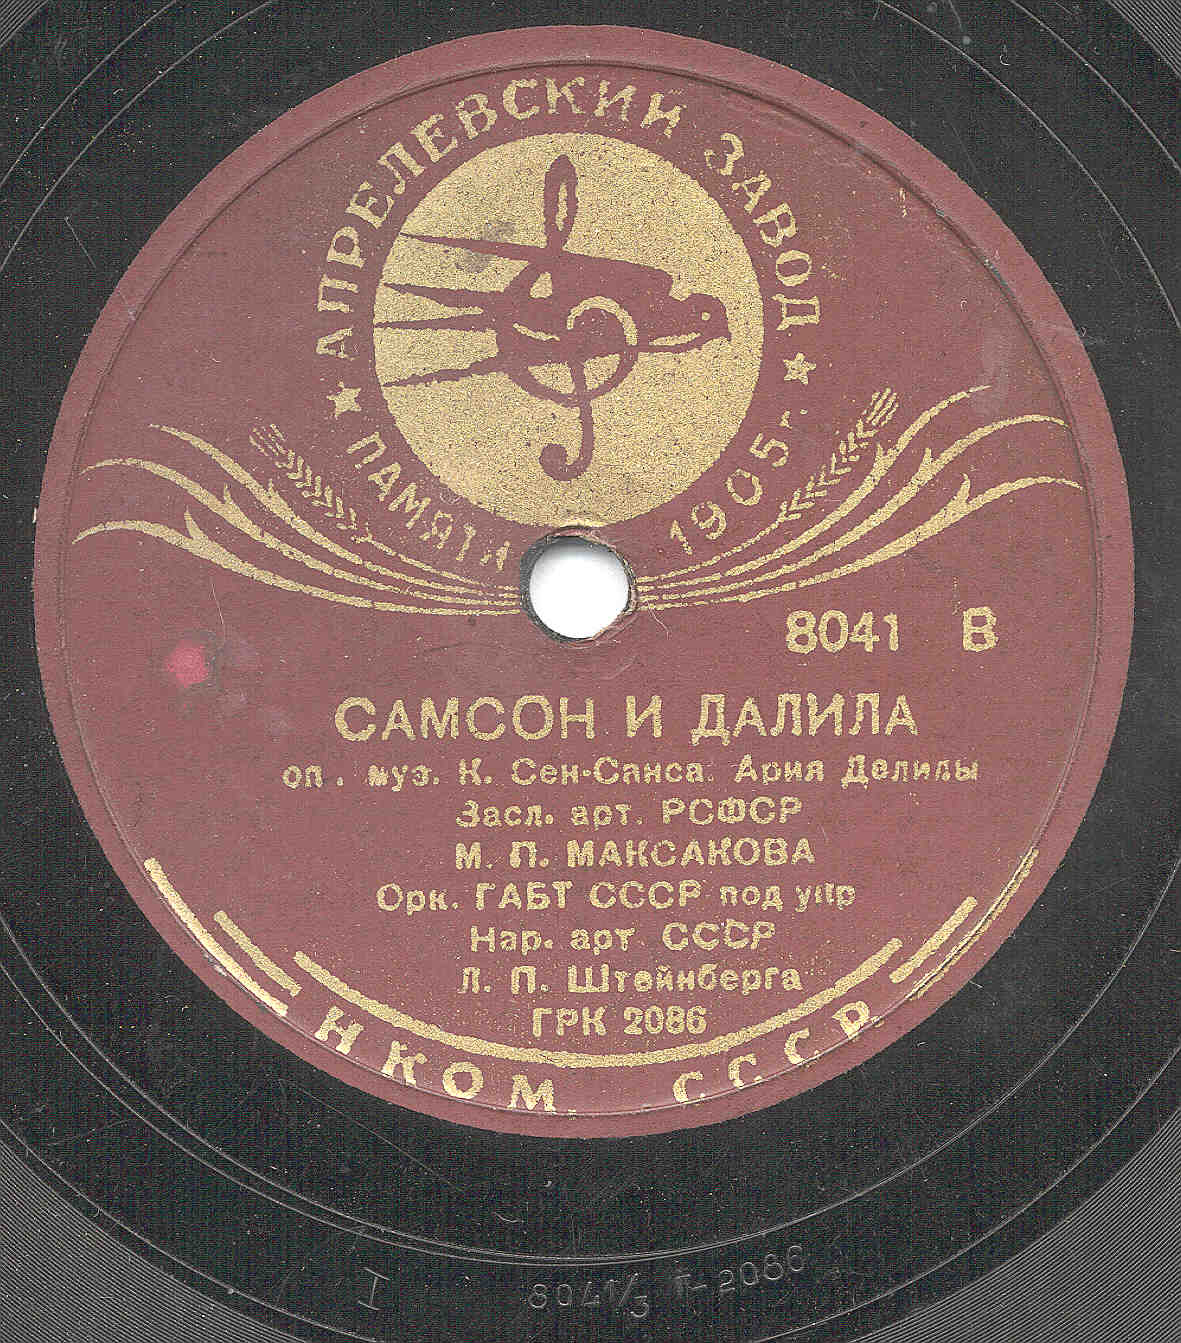 АПРЕЛЕВСКИЙ ЗАВОД
ПАМЯТИ 1905 г.
8041 В
САМСОН И ДАЛИЛА
оп. муз. К. Сен-Санса. Ария Далилы
Засл. арт. РСФСР
М. П. МАКСАКОВА
Орк. ГАБТ СССР под упр
Нар. арт. СССР
Л. П. Штейнберга
ГРК 2086
НКОМ СССР
I 8041/3 Т-2086